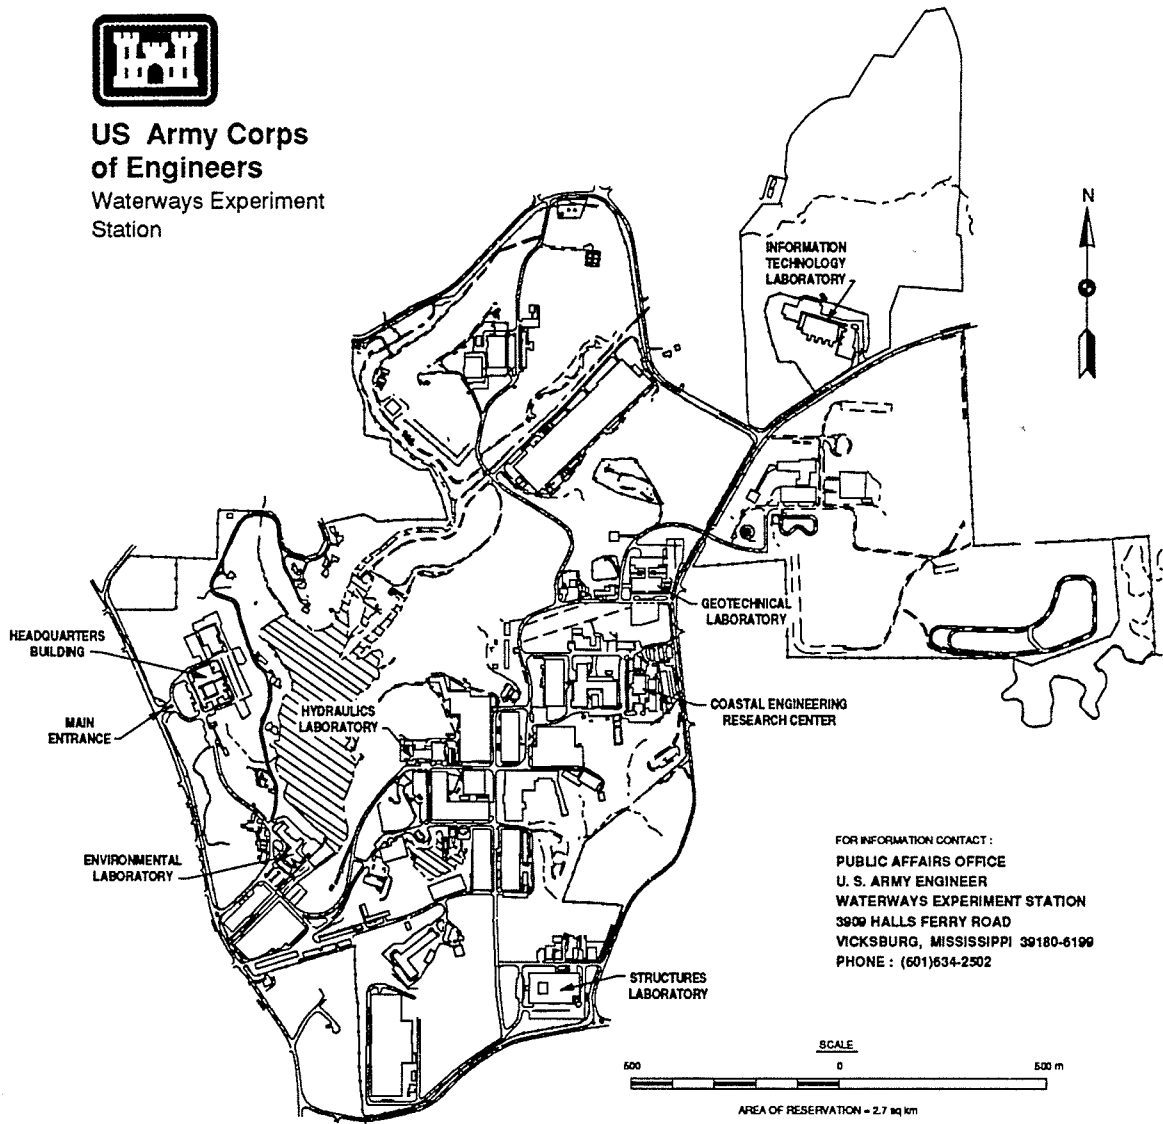 US Army Corps
of Engineers
Waterways Experiment
Station
N
INFORMATION
TECHNOLOGY
LABORATORY
GEOTECHNICAL
LABORATORY
HEADQUARTERS
BUILDING
MAIN
ENTRANCE
HYDRAULICS
LABORATORY
COASTAL ENGINEERING
RESEARCH CENTER
ENVIRONMENTAL
LABORATORY
STRUCTURES
LABORATORY
FOR INFORMATION CONTACT :
PUBLIC AFFAIRS OFFICE
U. S. ARMY ENGINEER
WATERWAYS EXPERIMENT STATION
3909 HALLS FERRY ROAD
VICKSBURG, MISSISSIPPI 39180-6199
PHONE : (601)634-2502
SCALE
500 0 500 m
AREA OF RESERVATION = 2.7 sq km